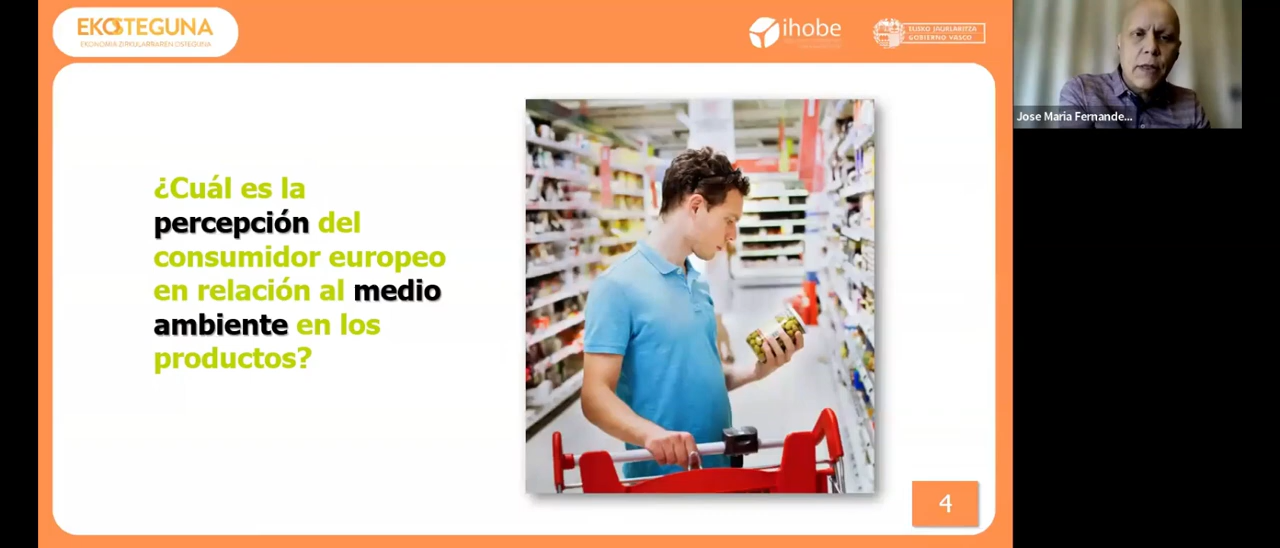 EKOSTEGUNA
EKONOMIA ZIRKULARRAREN OSTEGUNA
ihobe
EUSKO JAURLARITZA
GOBIERNO VASCO
Jose Maria Fernande...
¿Cuál es la
percepción del
consumidor europeo
en relación al medio
ambiente en los
productos?
4